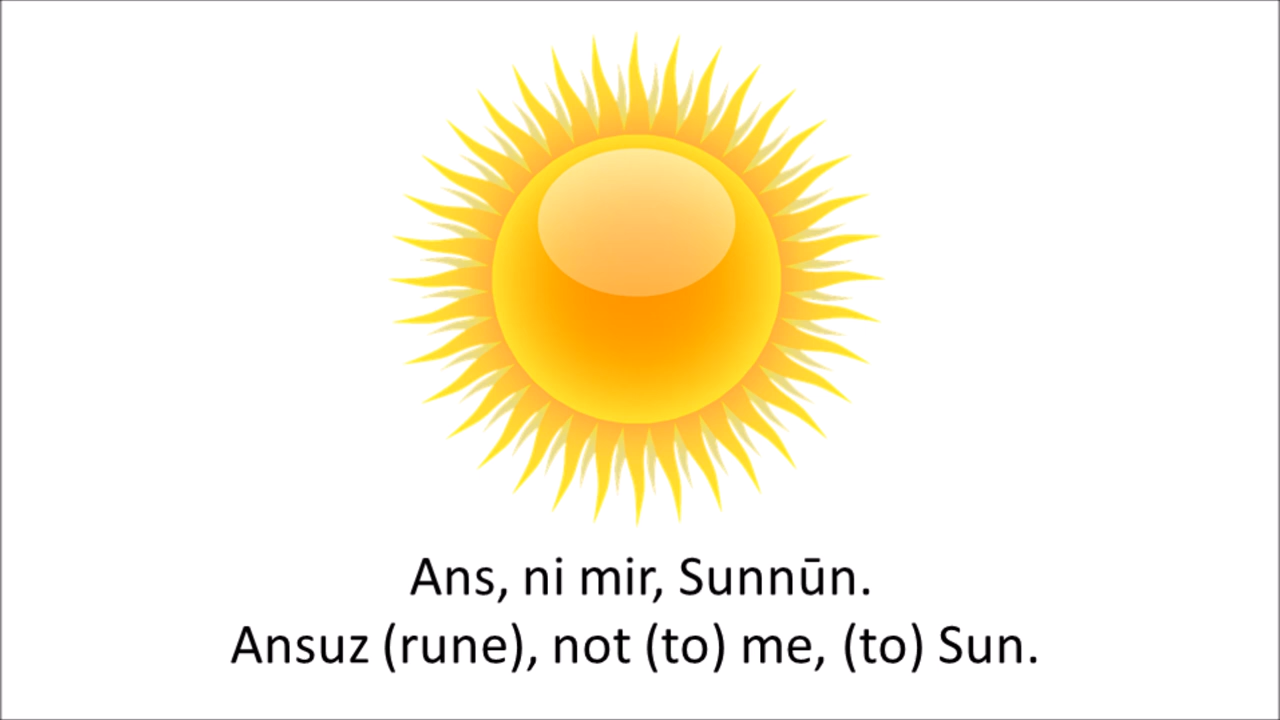 Ans, ni mir, Sunnūn.
Ansuz (rune), not (to) me, (to) Sun.